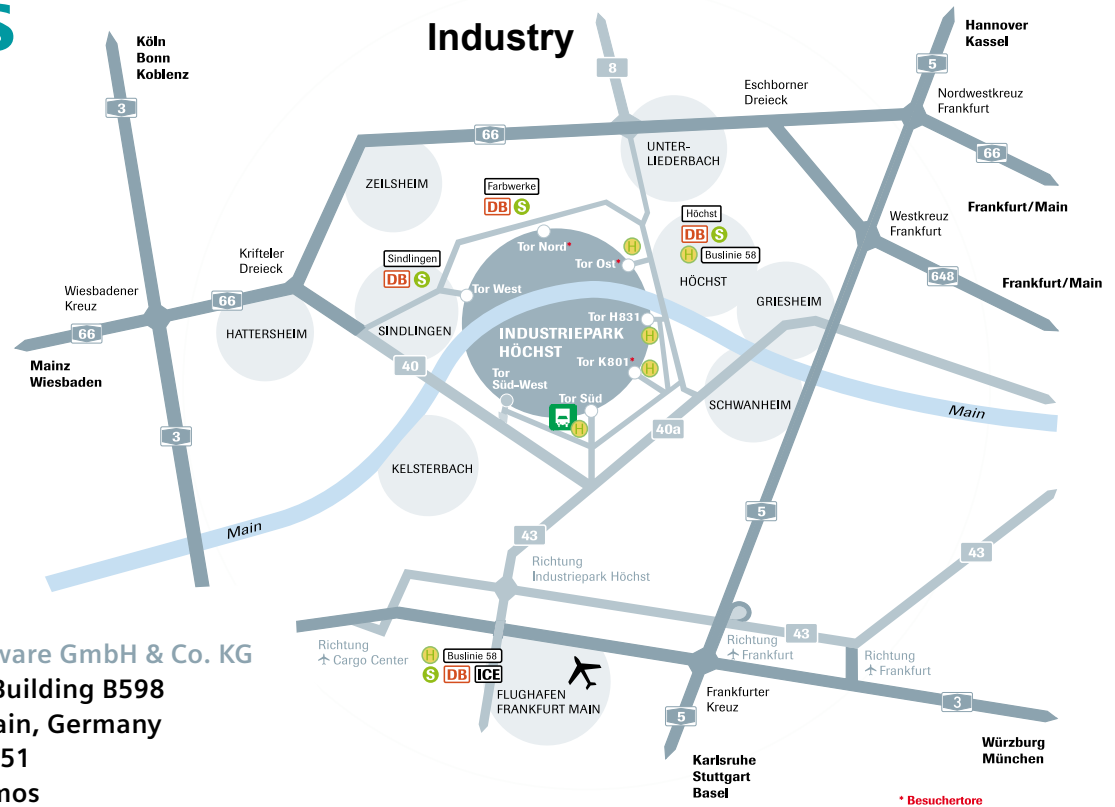 s
Industry
Köln
Bonn
Koblenz
3
8
Hannover
Kassel
5
Eschborner
Dreieck
Nordwestkreuz
Frankfurt
66
66
UNTER-
LIEDERBACH
ZEILSHEIM
Farbwerke
DB S
Frankfurt/Main
Höchst
DB S
H Buslinie 58
Westkreuz
Frankfurt
Tor Nord*
H
Sindlingen
DB S
Krifteler
Dreieck
Tor Ost*
HÖCHST
648
Frankfurt/Main
Wiesbadener
Kreuz
66
Tor West
GRIESHEIM
66
HATTERSHEIM
SINDLINGEN
Tor H831
INDUSTRIEPARK
HÖCHST
H
Mainz
Wiesbaden
40
Tor K801*
H
Tor
Süd-West
Tor Süd
SCHWANHEIM
Main
H
40a
3
KELSTERBACH
5
Main
43
43
Richtung
Industriepark Höchst
43
Richtung
Cargo Center
H Buslinie 58
S DB ICE
Richtung
Frankfurt
Richtung
Frankfurt
FLUGHAFEN
FRANKFURT MAIN
Frankfurter
Kreuz
3
5
Würzburg
München
Karlsruhe
Stuttgart
Basel
* Besuchertore
ware GmbH & Co. KG
Building B598
ain, Germany
51
mos